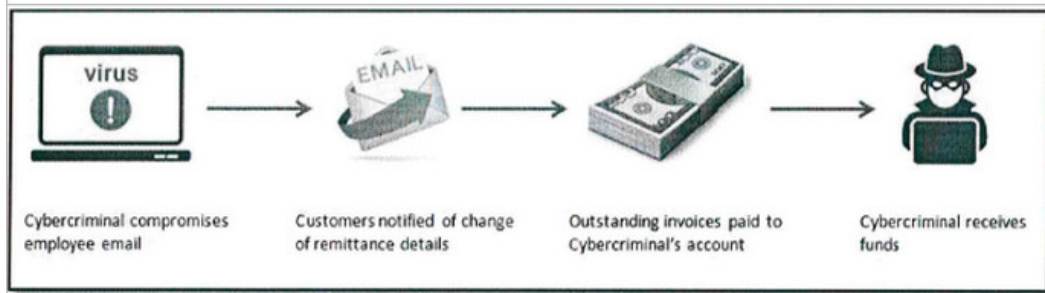 virus
!
EMAIL
Cybercriminal compromises
employee email
Customers notified of change
of remittance details
Outstanding invoices paid to
Cybercriminal's account
Cybercriminal receives
funds